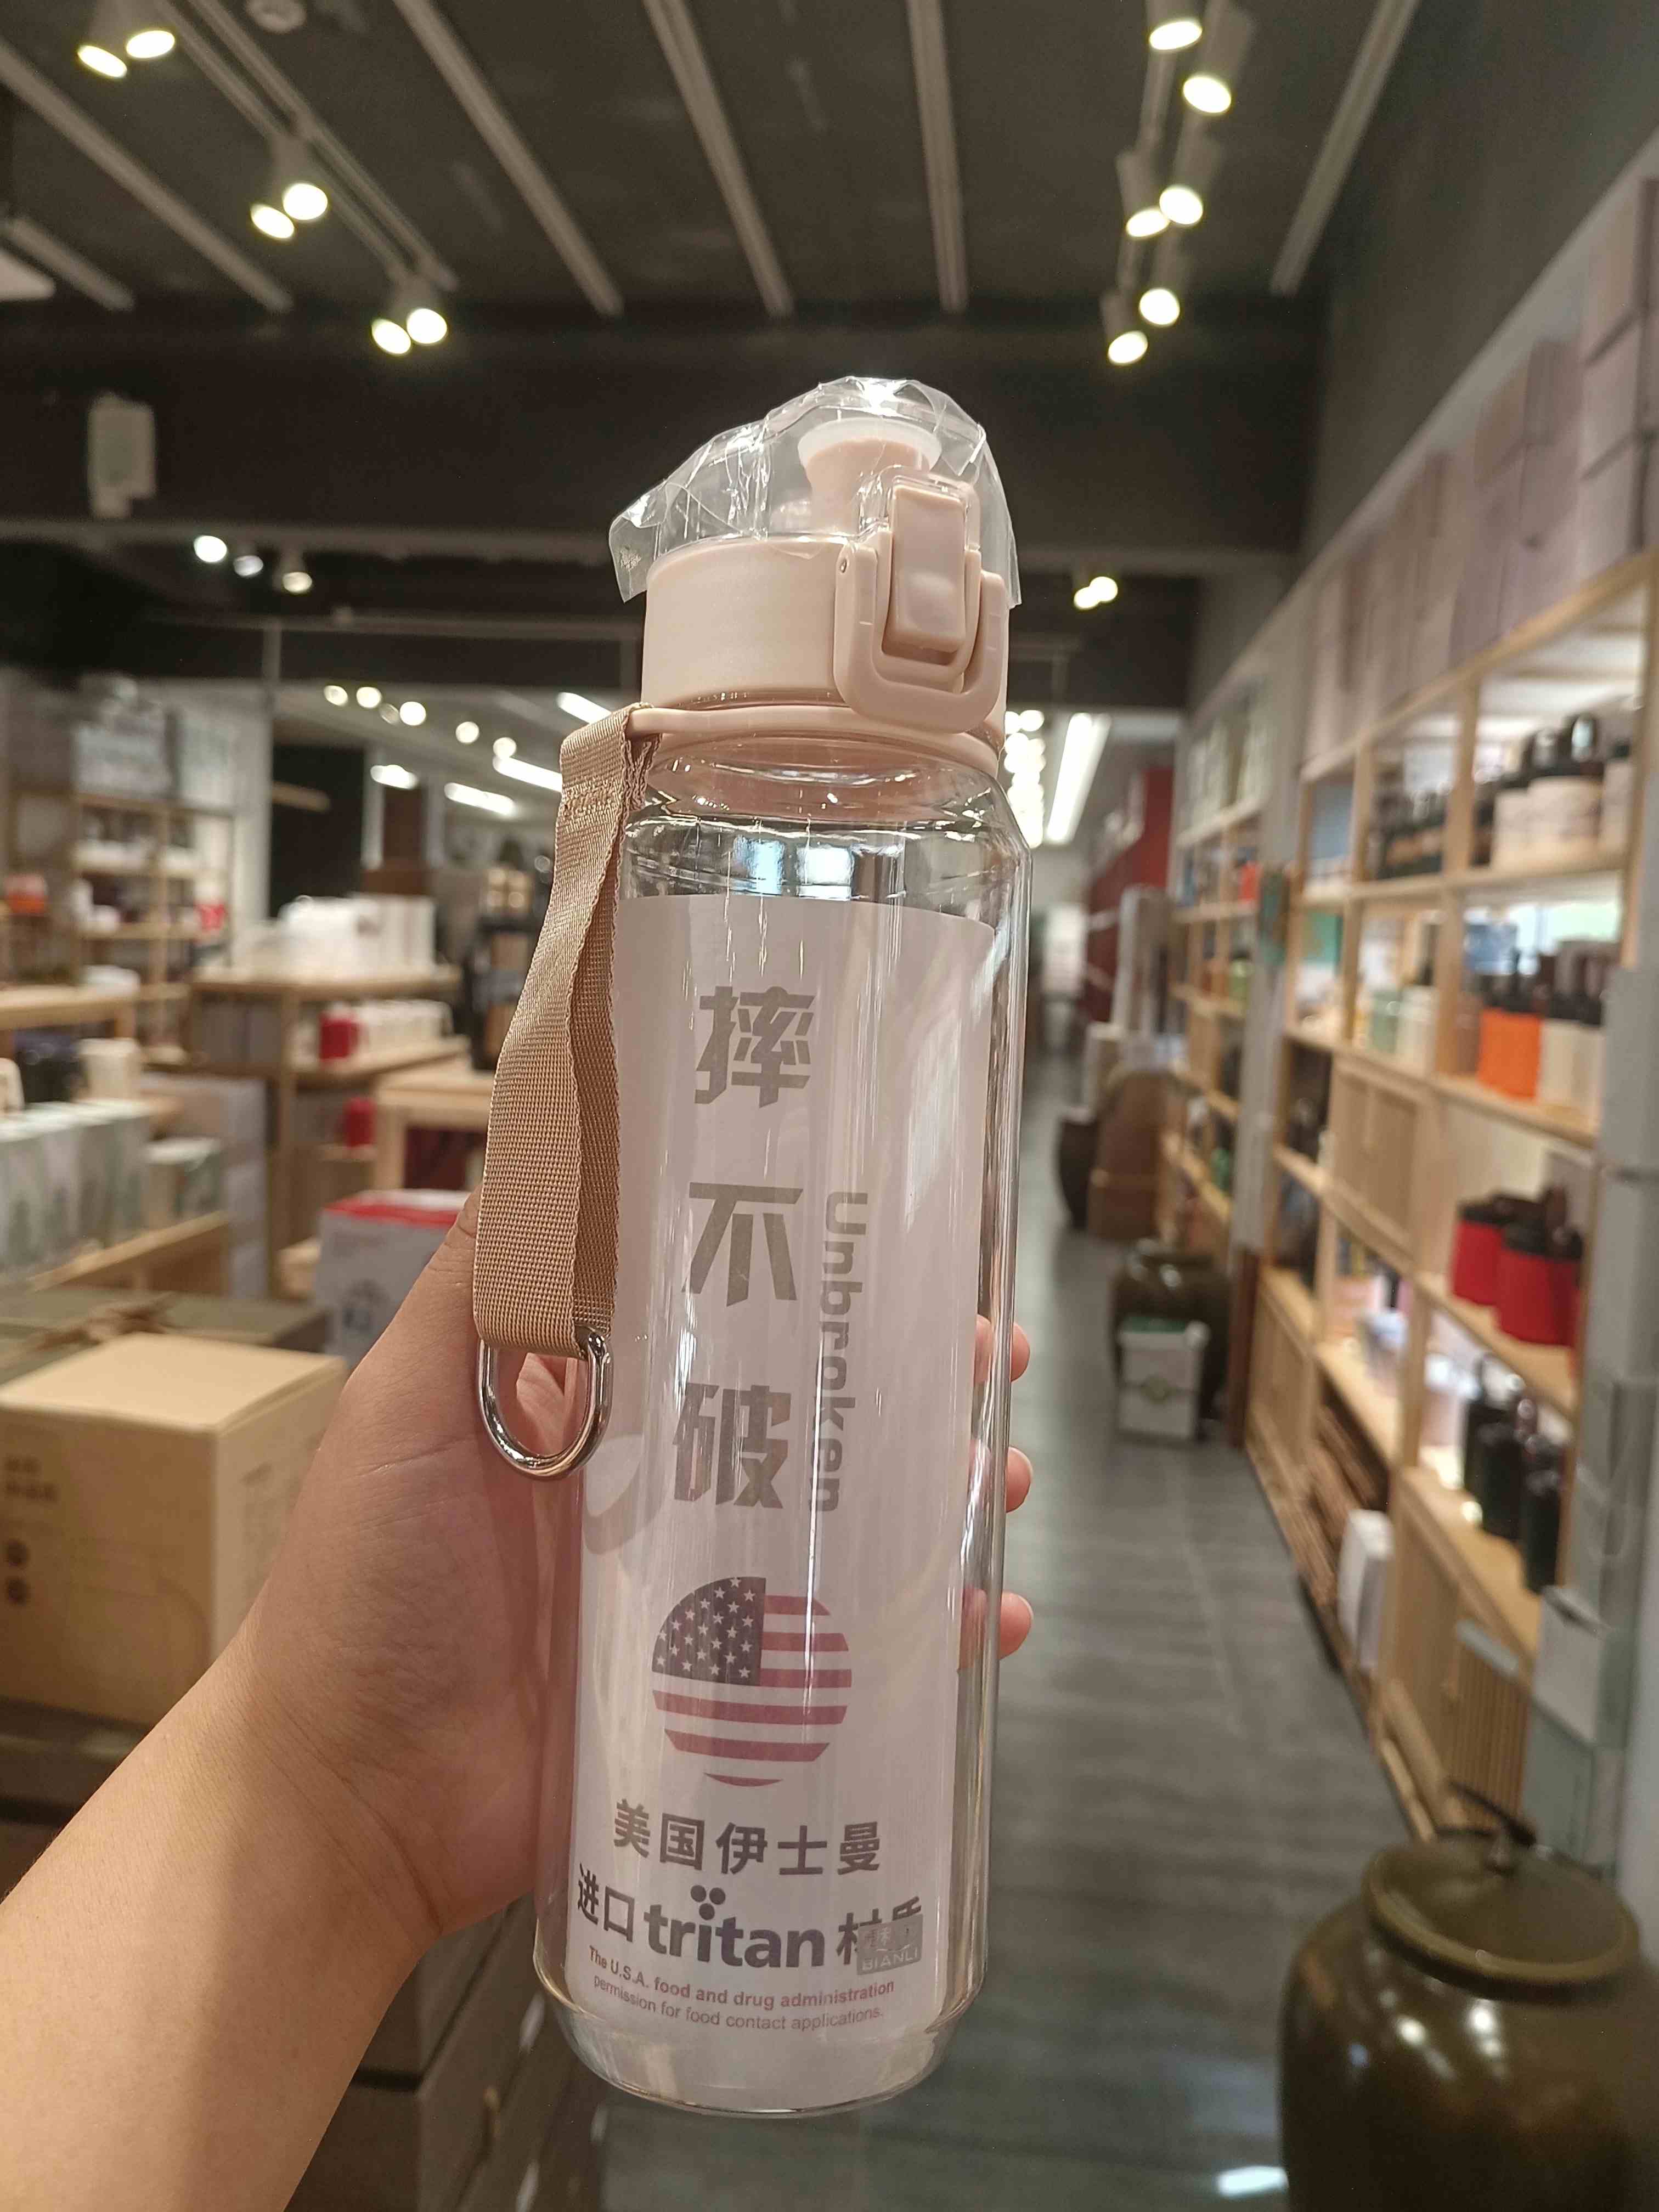 摔不破
Unbroken
美国伊士曼
进口tritan材质
The U.S.A. food and drug administration
permission for food contact applications.
BIANLI